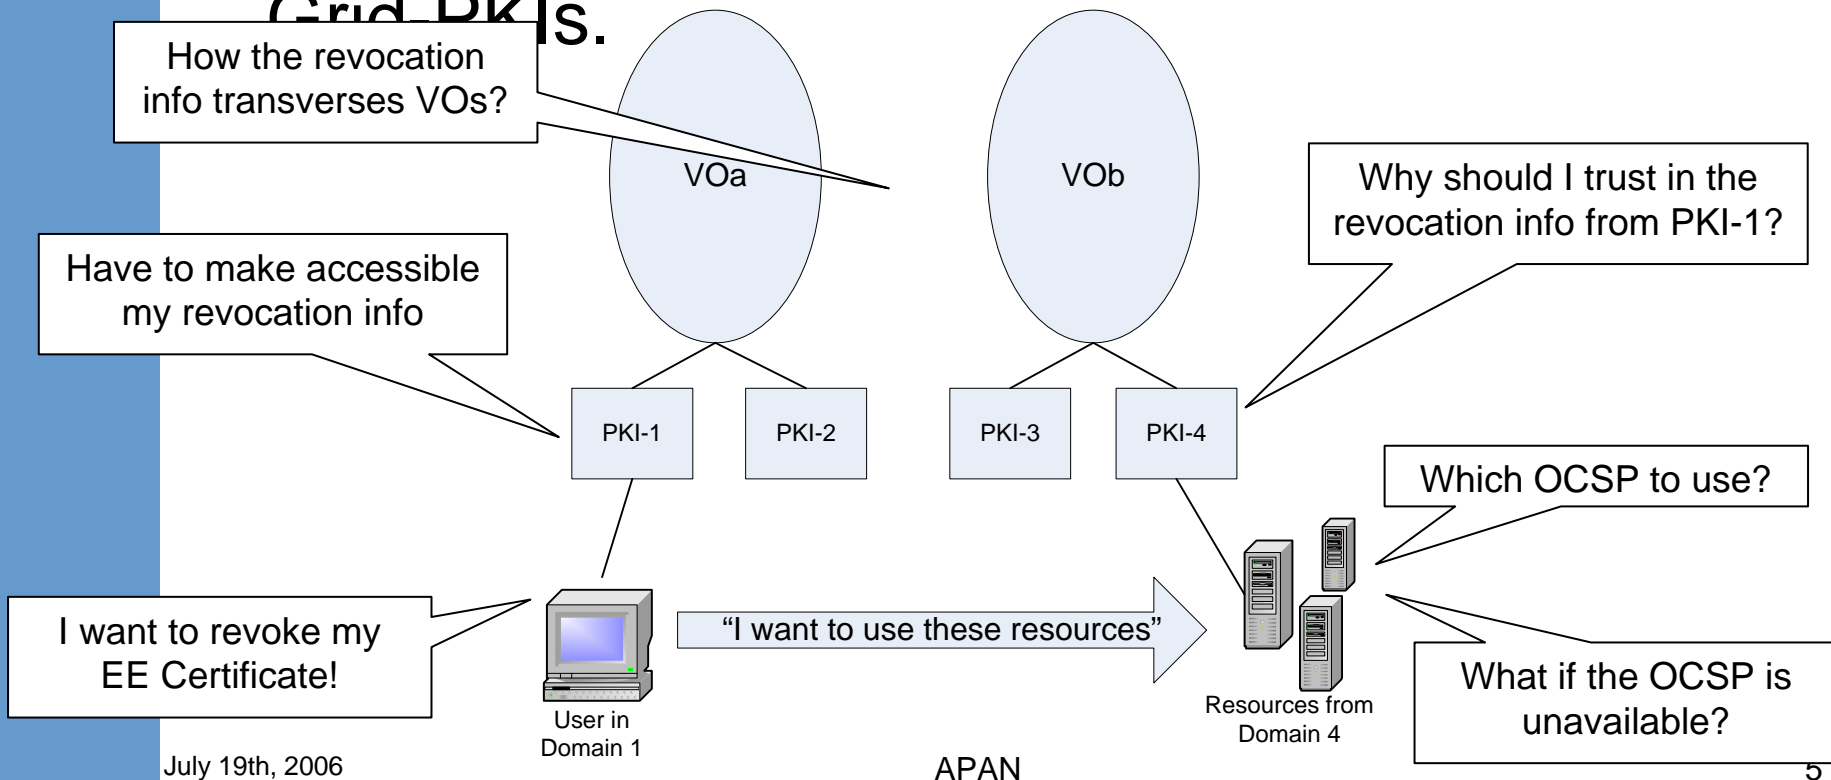 Grid-PKIs.
How the revocation
info transverses VOs?
VOa
VOb
Why should I trust in the
revocation info from PKI-1?
Have to make accessible
my revocation info
PKI-1
PKI-2
PKI-3
PKI-4
Which OCSP to use?
I want to revoke my
EE Certificate!
“I want to use these resources”
What if the OCSP is
unavailable?
User in
Domain 1
Resources from
Domain 4
July 19th, 2006
APAN
5